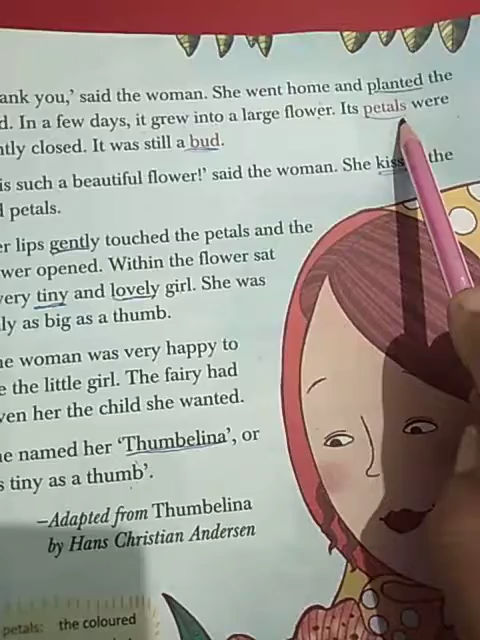 ank you,' said the woman. She went home and planted the
d. In a few days, it grew into a large flower. Its petals were
ntly closed. It was still a bud.
is such a beautiful flower!' said the woman. She kiss the
l petals.
er lips gently touched the petals and the
wer opened. Within the flower sat
very tiny and lovely girl. She was
ly as big as a thumb.
he woman was very happy to
e the little girl. The fairy had
ven her the child she wanted.
he named her 'Thumbelina', or
s tiny as a thumb'.
–Adapted from Thumbelina
by Hans Christian Andersen
petals: the coloured